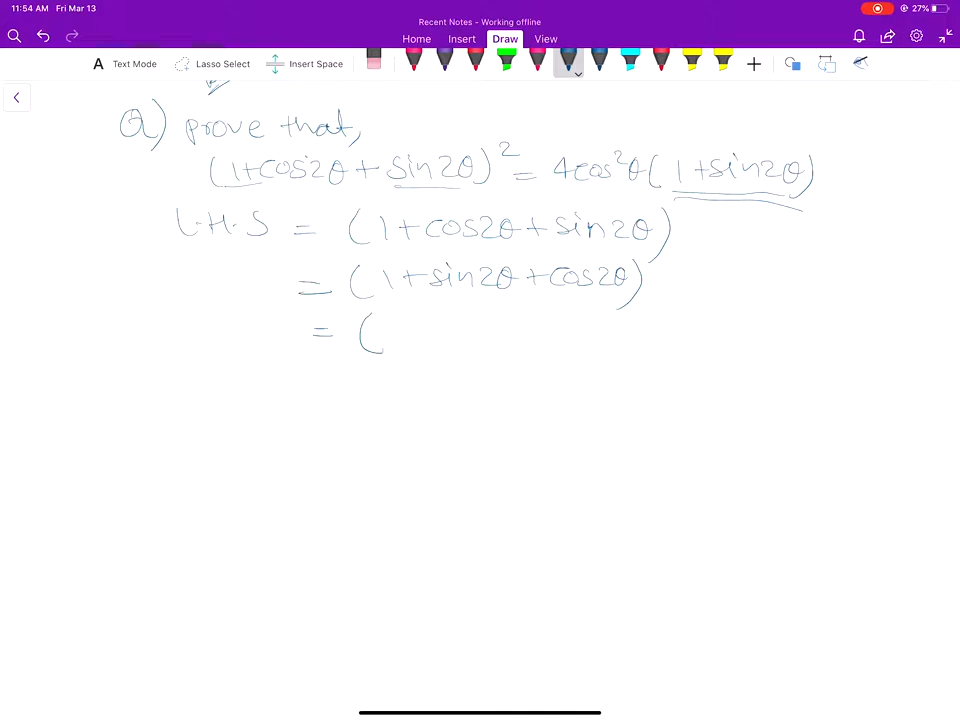 11:54 AM Fri Mar 13
27%
Recent Notes - Working offline
Home Insert Draw View
A Text Mode Lasso Select Insert Space
Q) prove that,
(1+cos2θ+sin2θ)² = 4cos²θ(1+sin2θ)
L.H.S = (1+cos2θ+sin2θ)
= (1+sin2θ+cos2θ)
= (